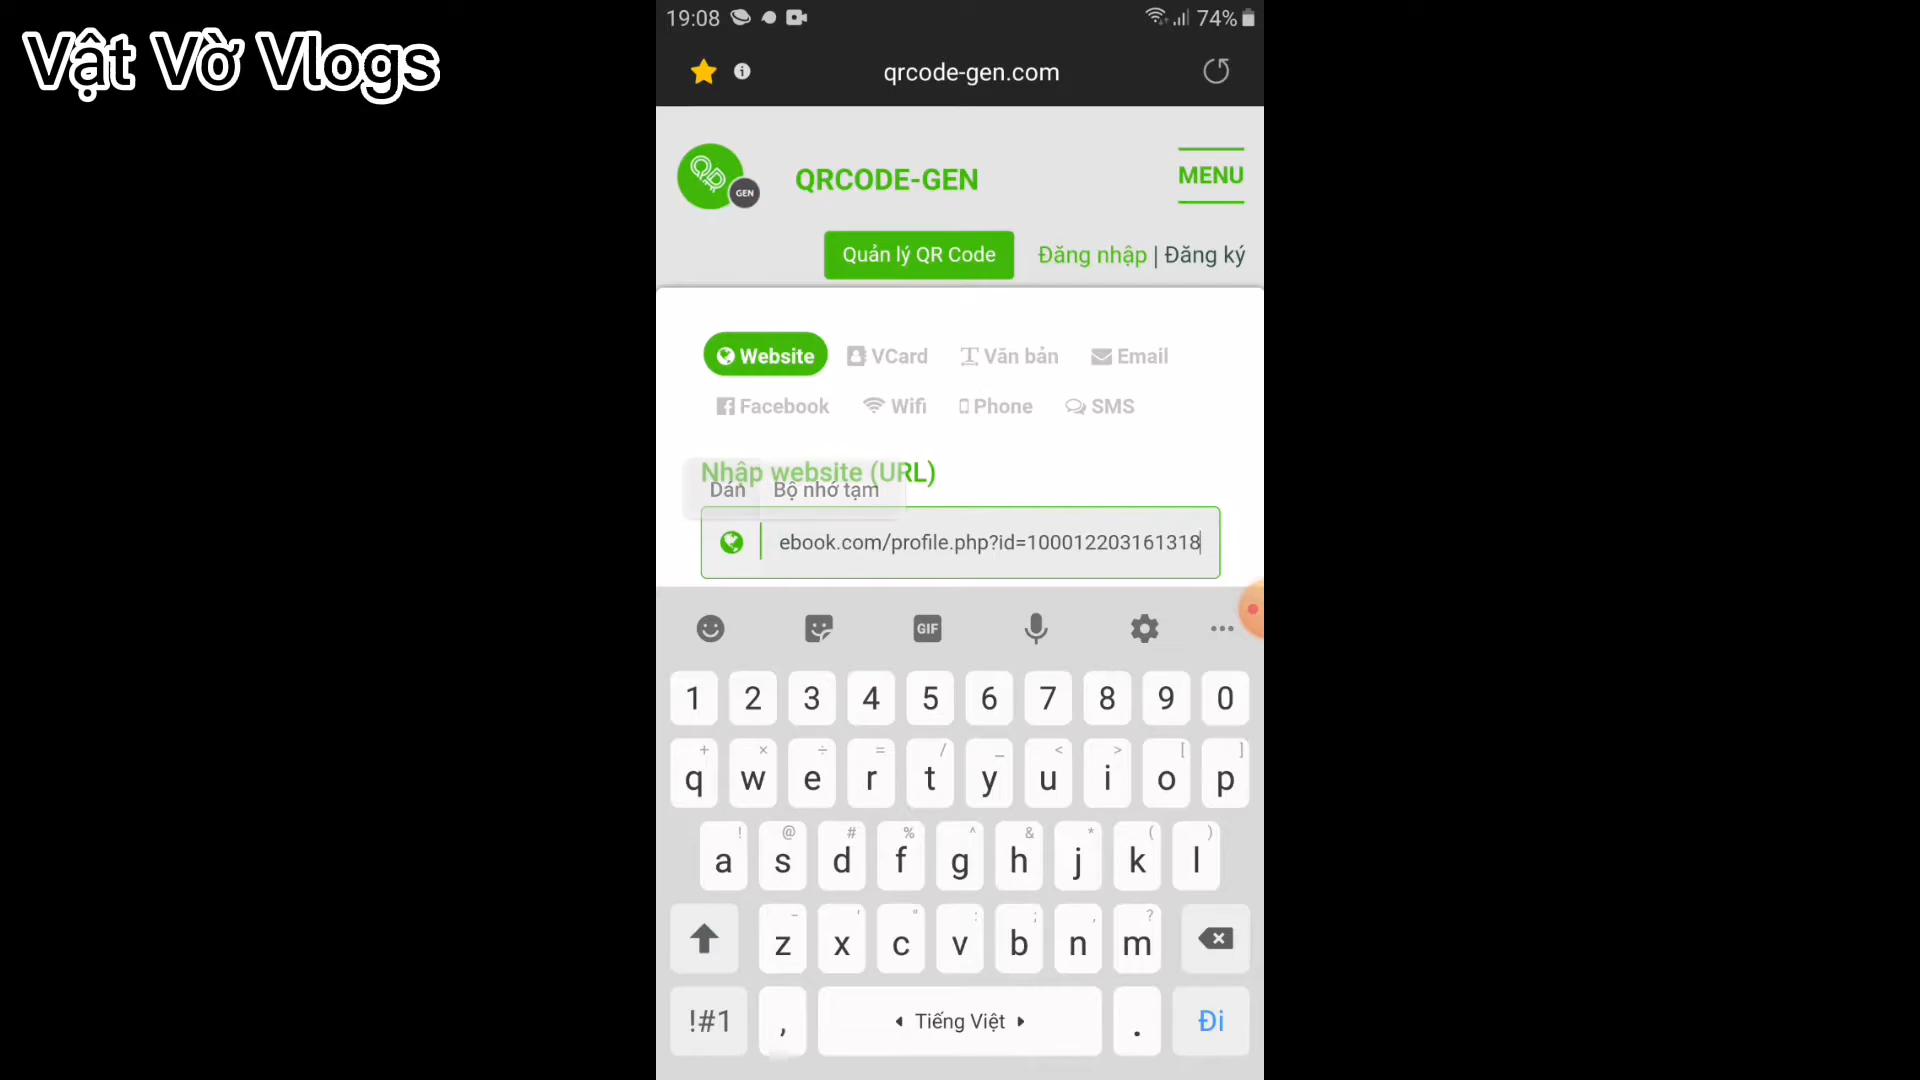 Vật Vờ Vlogs
19:08
74%
qrcode-gen.com
QR
GEN
QRCODE-GEN
MENU
Quản lý QR Code
Đăng nhập | Đăng ký
Website
VCard
Văn bản
Email
Facebook
Wifi
Phone
SMS
Nhập website (URL)
Dán
Bộ nhớ tạm
ebook.com/profile.php?id=100012203161318
GIF
1 2 3 4 5 6 7 8 9 0
+ × ÷ = / _ < > [ ]
q w e r t y u i o p
! @ # % ^ & * ( )
a s d f g h j k l
- ' " : ; , ?
z x c v b n m
!#1 , Tiếng Việt . Đi